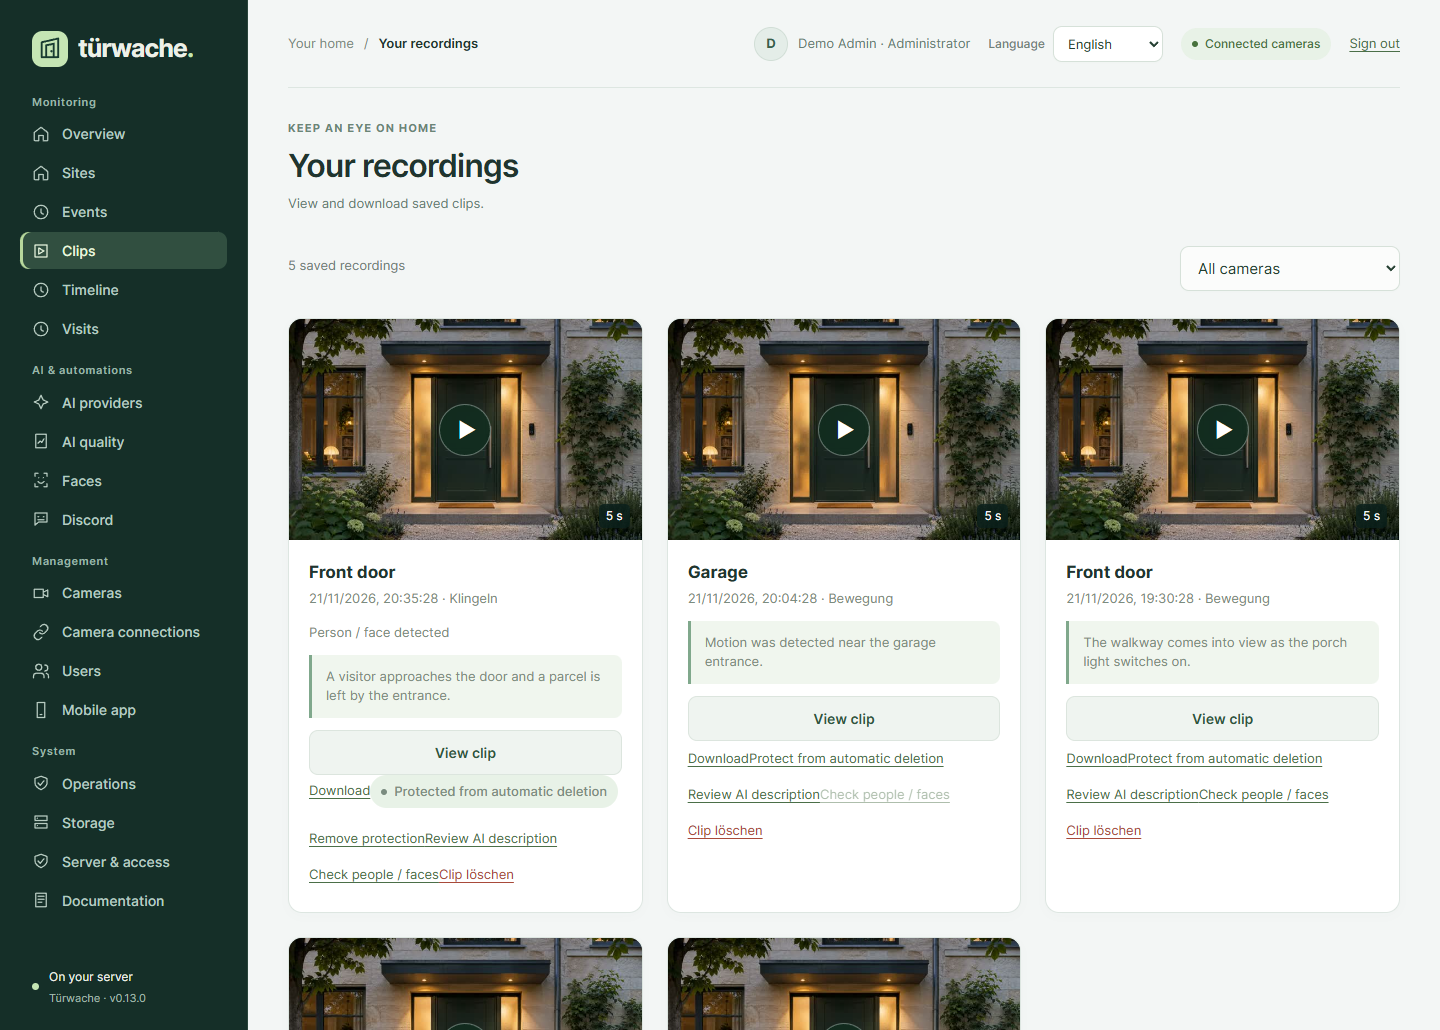 türwache.
Monitoring
Overview
Sites
Events
Clips
Timeline
Visits
AI & automations
AI providers
AI quality
Faces
Discord
Management
Cameras
Camera connections
Users
Mobile app
System
Operations
Storage
Server & access
Documentation
On your server
Türwache · v0.13.0
Your home / Your recordings
D Demo Admin · Administrator Language English Connected cameras Sign out
KEEP AN EYE ON HOME
Your recordings
View and download saved clips.
5 saved recordings
All cameras
5 s
Front door
21/11/2026, 20:35:28 · Klingeln
Person / face detected
A visitor approaches the door and a parcel is
left by the entrance.
View clip
Download Protected from automatic deletion
Remove protectionReview AI description
Check people / facesClip löschen
5 s
Garage
21/11/2026, 20:04:28 · Bewegung
Motion was detected near the garage
entrance.
View clip
DownloadProtect from automatic deletion
Review AI descriptionCheck people / faces
Clip löschen
5 s
Front door
21/11/2026, 19:30:28 · Bewegung
The walkway comes into view as the porch
light switches on.
View clip
DownloadProtect from automatic deletion
Review AI descriptionCheck people / faces
Clip löschen